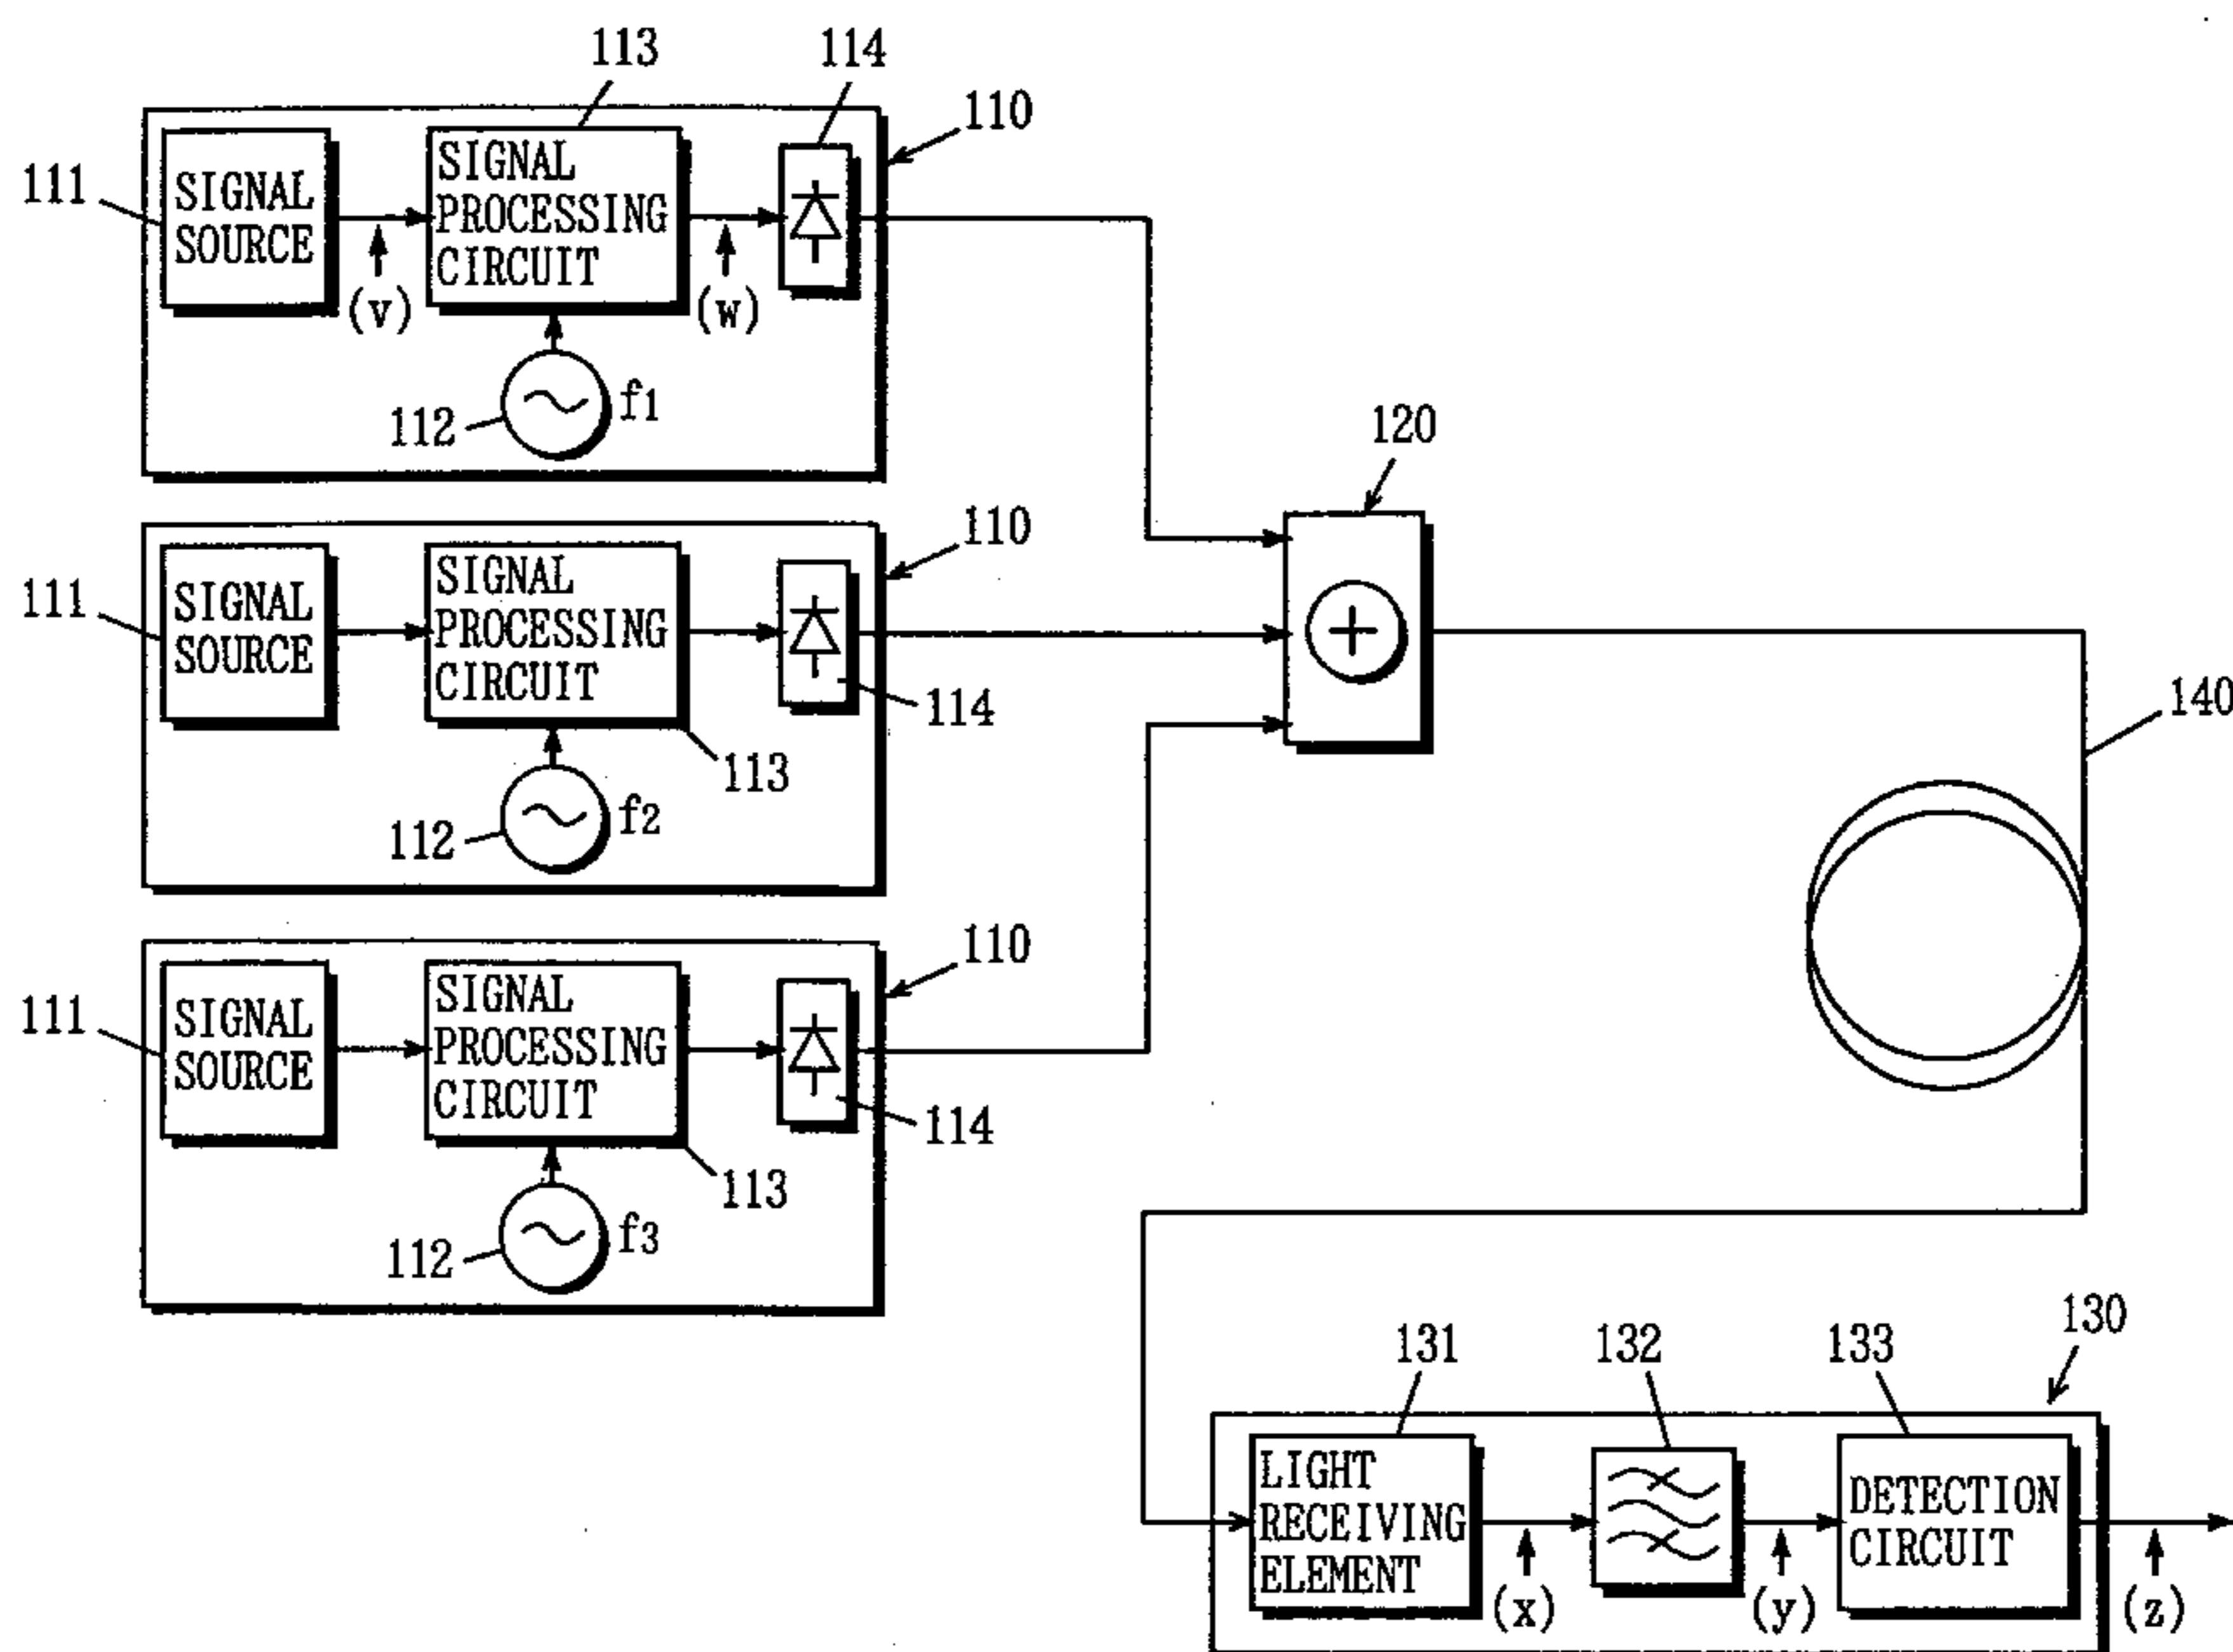 113
114
110
111
SIGNAL
SOURCE
SIGNAL
PROCESSING
CIRCUIT
(v)
(w)
112
f1
120
110
111
SIGNAL
SOURCE
SIGNAL
PROCESSING
CIRCUIT
114
113
112
f2
140
110
111
SIGNAL
SOURCE
SIGNAL
PROCESSING
CIRCUIT
114
113
112
f3
130
131
132
133
LIGHT
RECEIVING
ELEMENT
DETECTION
CIRCUIT
(x)
(y)
(z)